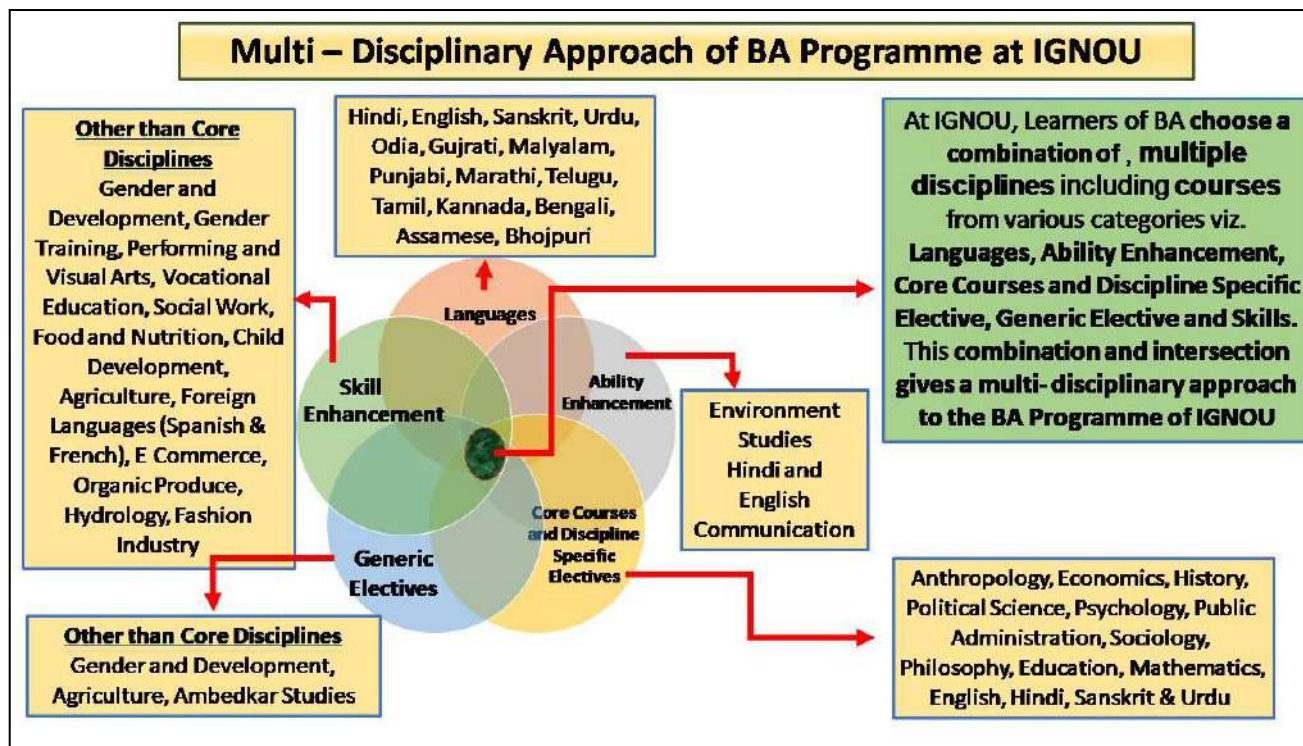 Multi – Disciplinary Approach of BA Programme at IGNOU
Other than Core
Disciplines
Gender and
Development, Gender
Training, Performing and
Visual Arts, Vocational
Education, Social Work,
Food and Nutrition, Child
Development,
Agriculture, Foreign
Languages (Spanish &
French), E Commerce,
Organic Produce,
Hydrology, Fashion
Industry
Hindi, English, Sanskrit, Urdu,
Odia, Gujrati, Malyalam,
Punjabi, Marathi, Telugu,
Tamil, Kannada, Bengali,
Assamese, Bhojpuri
At IGNOU, Learners of BA choose a
combination of , multiple
disciplines including courses
from various categories viz.
Languages, Ability Enhancement,
Core Courses and Discipline Specific
Elective, Generic Elective and Skills.
This combination and intersection
gives a multi- disciplinary approach
to the BA Programme of IGNOU
Languages
Skill
Enhancement
Ability
Enhancement
Core Courses
and Discipline
Specific
Electives
Generic
Electives
Environment
Studies
Hindi and
English
Communication
Other than Core Disciplines
Gender and Development,
Agriculture, Ambedkar Studies
Anthropology, Economics, History,
Political Science, Psychology, Public
Administration, Sociology,
Philosophy, Education, Mathematics,
English, Hindi, Sanskrit & Urdu